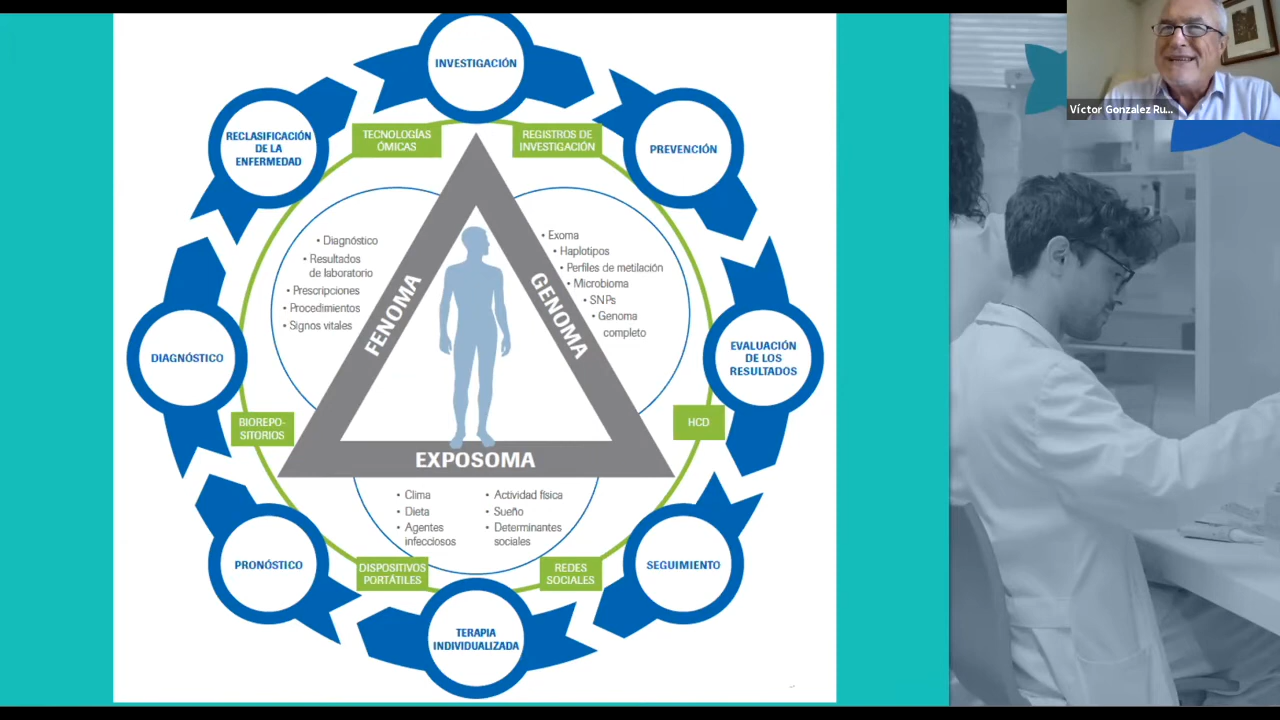 INVESTIGACIÓN
PREVENCIÓN
EVALUACIÓN
DE LOS
RESULTADOS
SEGUIMIENTO
TERAPIA
INDIVIDUALIZADA
PRONÓSTICO
DIAGNÓSTICO
RECLASIFICACIÓN
DE LA
ENFERMEDAD
TECNOLOGÍAS
ÓMICAS
REGISTROS DE
INVESTIGACIÓN
HCD
REDES
SOCIALES
DISPOSITIVOS
PORTÁTILES
BIOREPO-
SITORIOS
FENOMA
• Diagnóstico
• Resultados
de laboratorio
• Prescripciones
• Procedimientos
• Signos vitales
GENOMA
• Exoma
• Haplotipos
• Perfiles de metilación
• Microbioma
• SNPs
• Genoma
completo
EXPOSOMA
• Clima
• Dieta
• Agentes
infecciosos
• Actividad física
• Sueño
• Determinantes
sociales
Víctor Gonzalez Ru...